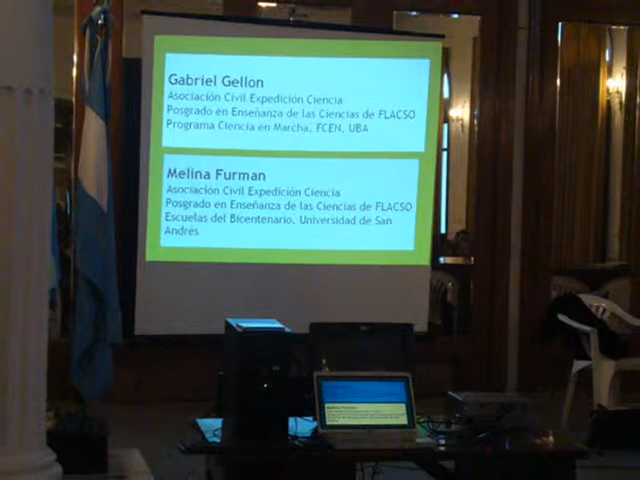 Gabriel Gellon
Asociación Civil Expedición Ciencia
Posgrado en Enseñanza de las Ciencias de FLACSO
Programa Ciencia en Marcha, FCEN, UBA
Melina Furman
Asociación Civil Expedición Ciencia
Posgrado en Enseñanza de las Ciencias de FLACSO
Escuelas del Bicentenario, Universidad de San
Andrés
Melina Furman